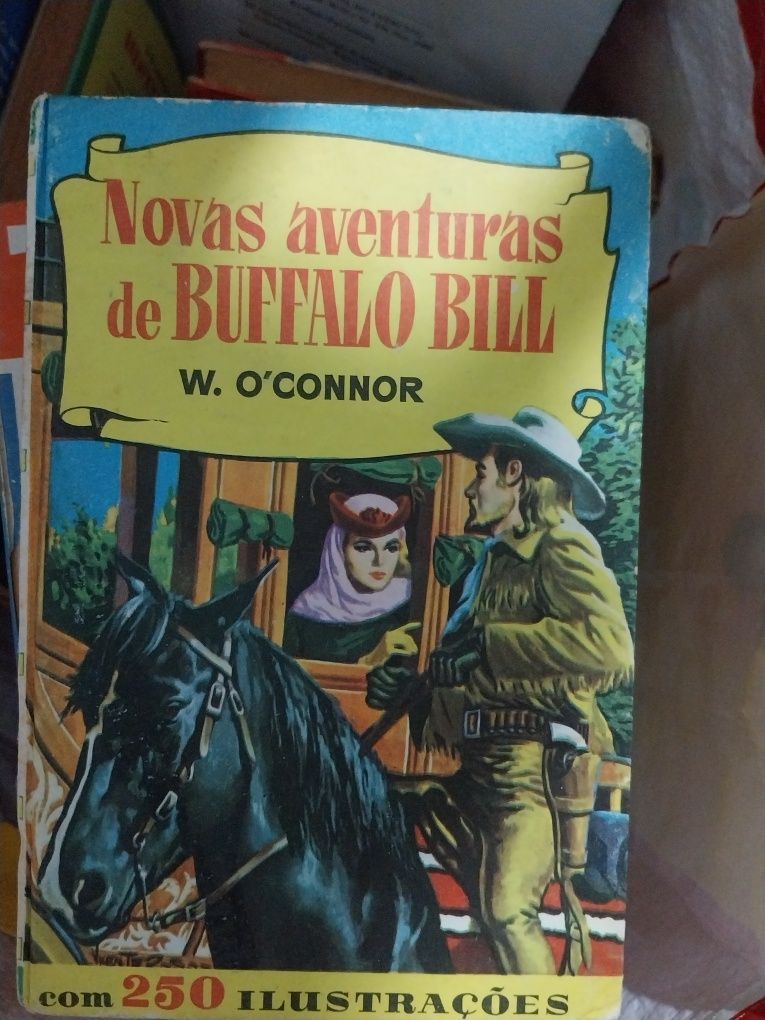 Novas aventuras
de BUFFALO BILL
W. O'CONNOR
com 250 ILUSTRAÇÕES